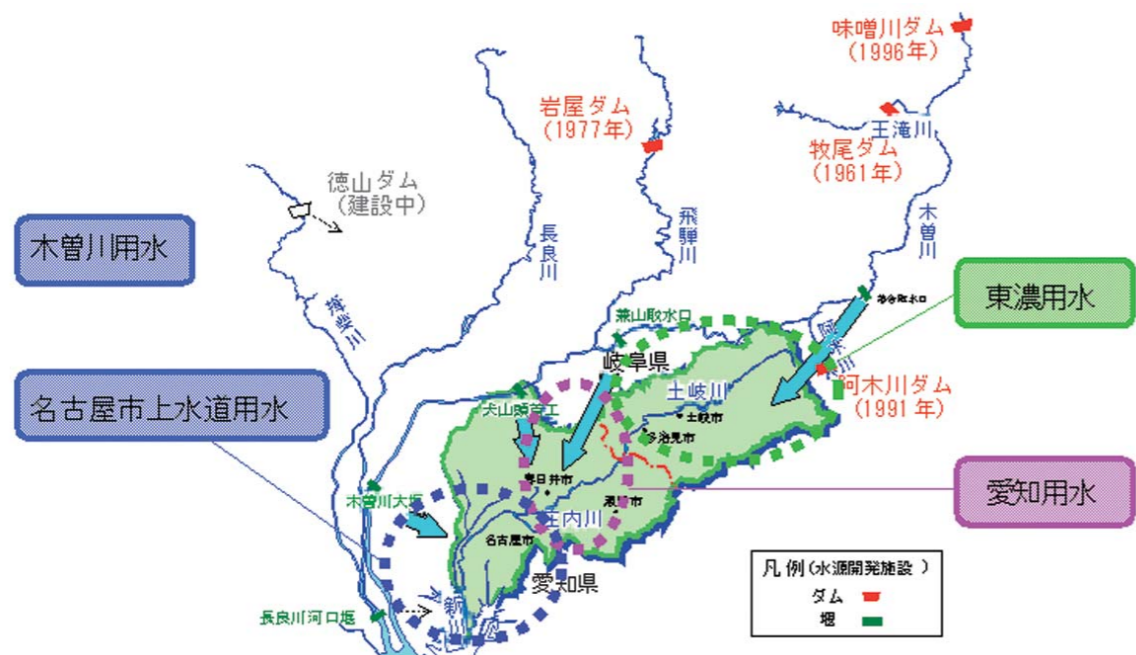 味噌川ダム
(1996年)
岩屋ダム
(1977年)
王滝川
牧尾ダム
(1961年)
徳山ダム
(建設中)
木曽川用水
長良川
飛騨川
木曽川
揖斐川
東濃用水
兼山取水口
岐阜県
阿木川
阿木川ダム
(1991年)
土岐川
土岐市
多治見市
名古屋市上水道用水
犬山頭首工
春日井市
愛知用水
木曽川大堰
庄内川
名古屋市
愛知県
新川
長良川河口堰
凡例(水源開発施設)
ダム
堰